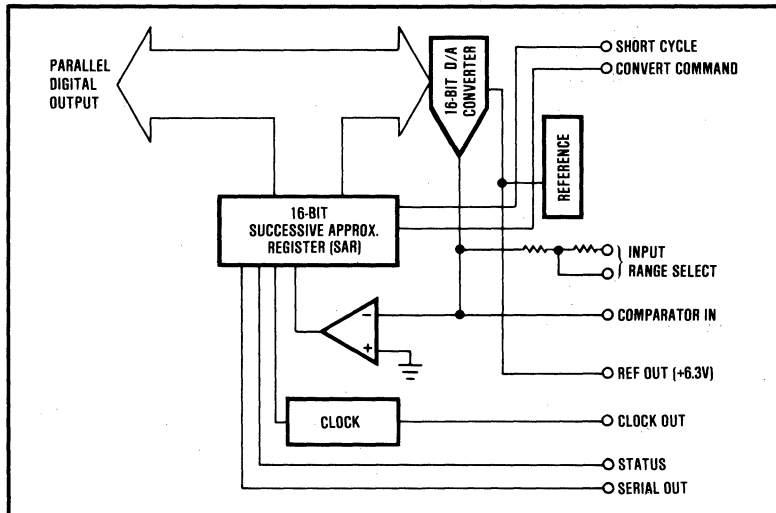 PARALLEL
DIGITAL
OUTPUT
16-BIT D/A
CONVERTER
SHORT CYCLE
CONVERT COMMAND
REFERENCE
16-BIT
SUCCESSIVE APPROX.
REGISTER (SAR)
INPUT
RANGE SELECT
−
+
COMPARATOR IN
REF OUT (+6.3V)
CLOCK
CLOCK OUT
STATUS
SERIAL OUT